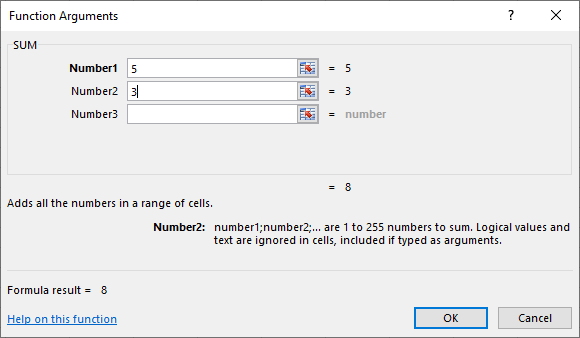 Function Arguments ?
SUM
Number1 5 = 5
Number2 3 = 3
Number3 = number
= 8
Adds all the numbers in a range of cells.
Number2: number1;number2;... are 1 to 255 numbers to sum. Logical values and
text are ignored in cells, included if typed as arguments.
Formula result = 8
Help on this function OK Cancel